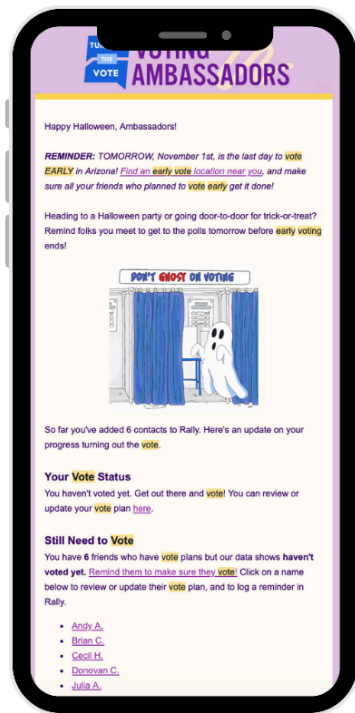 TU
THE
VOTE
VOTING
AMBASSADORS
Happy Halloween, Ambassadors!
REMINDER: TOMORROW, November 1st, is the last day to vote
EARLY in Arizona! Find an early vote location near you, and make
sure all your friends who planned to vote early get it done!
Heading to a Halloween party or going door-to-door for trick-or-treat?
Remind folks you meet to get to the polls tomorrow before early voting
ends!
DON'T GHOST ON VOTING
So far you've added 6 contacts to Rally. Here's an update on your
progress turning out the vote.
Your Vote Status
You haven't voted yet. Get out there and vote! You can review or
update your vote plan here.
Still Need to Vote
You have 6 friends who have vote plans but our data shows haven't
voted yet. Remind them to make sure they vote! Click on a name
below to review or update their vote plan, and to log a reminder in
Rally.
• Andy A.
• Brian C.
• Cecil H.
• Donovan C.
• Julia A.